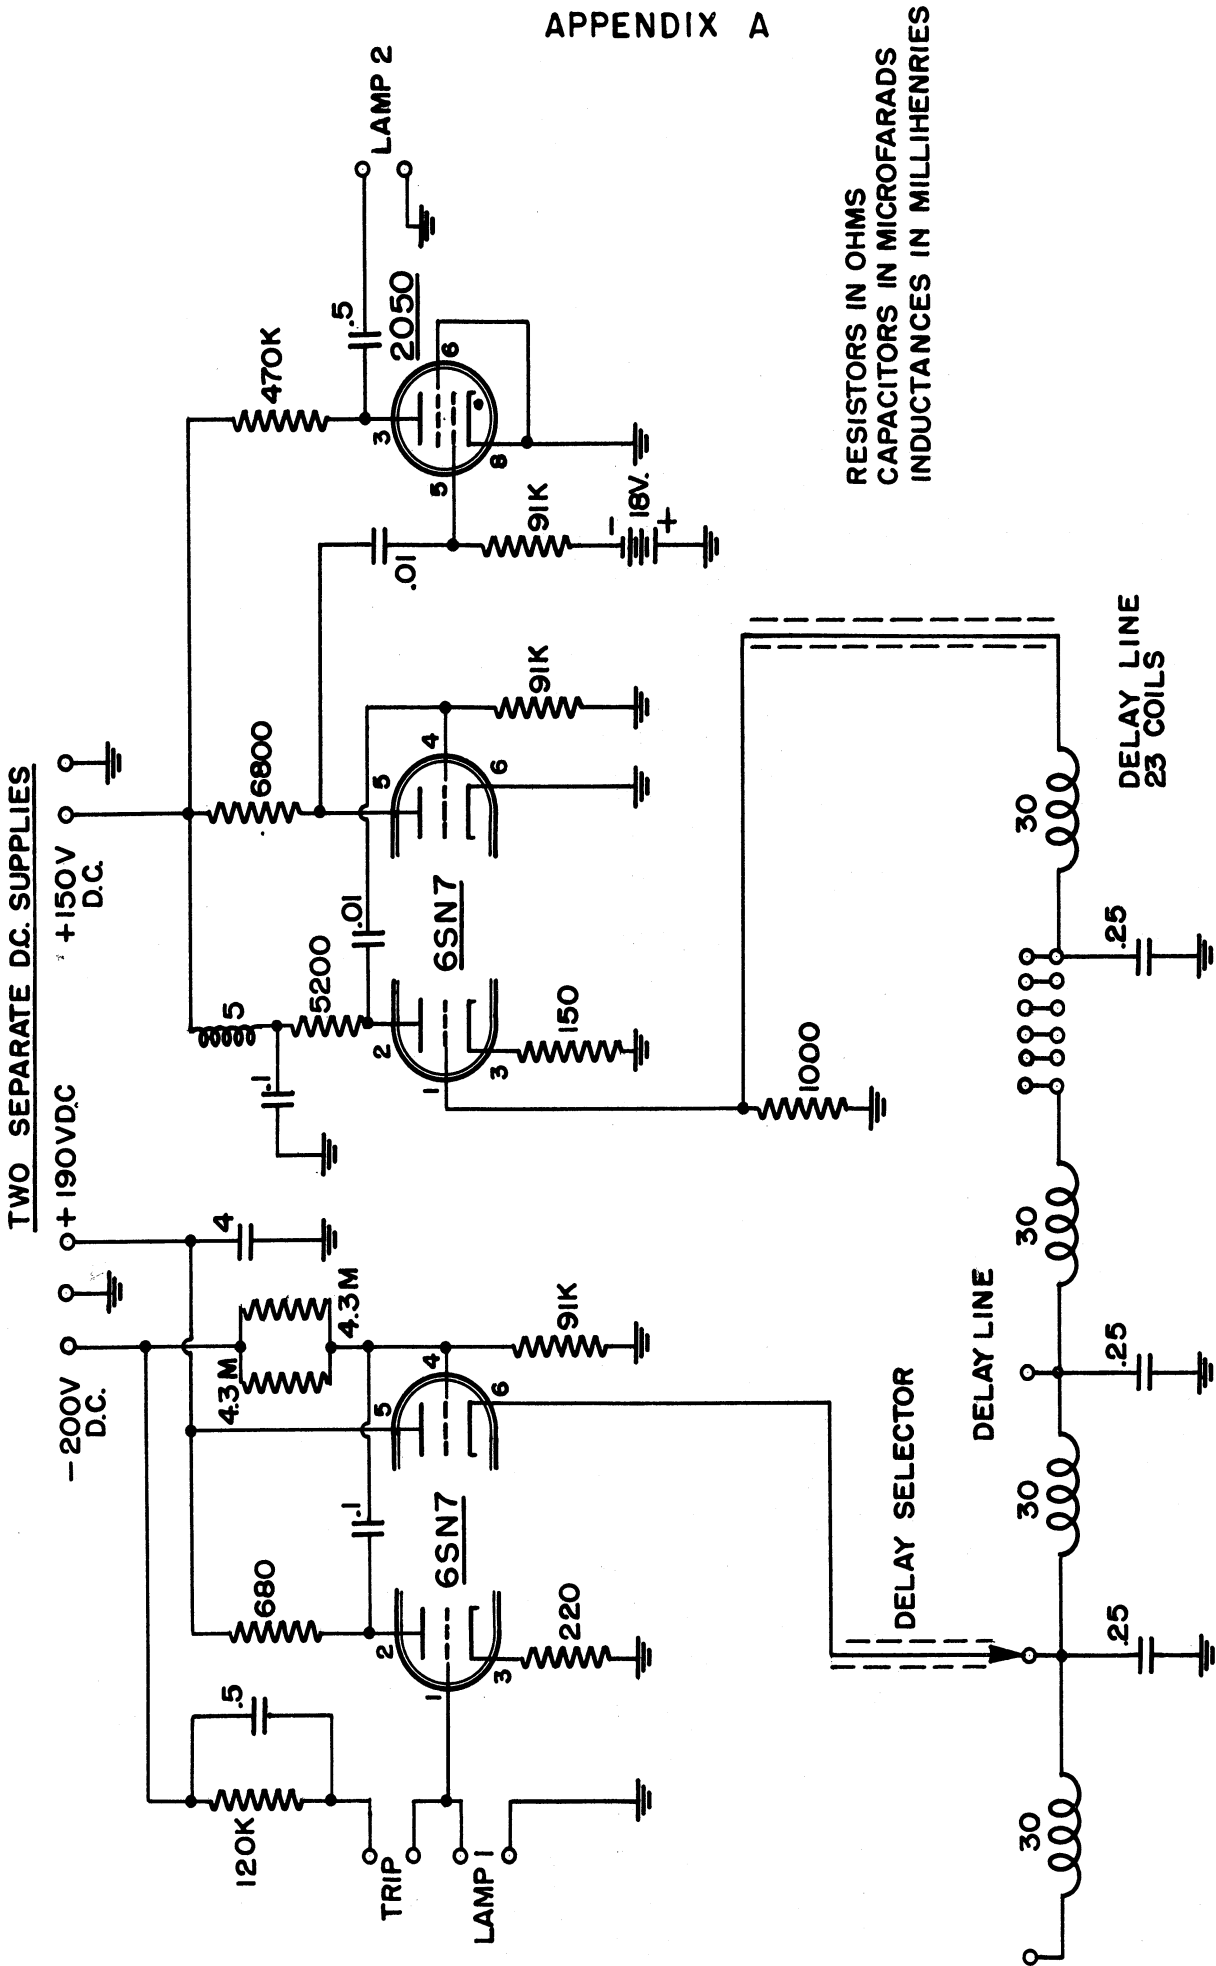 APPENDIX A
TWO SEPARATE D.C. SUPPLIES
-200V
D.C.
+190VDC
+150V
D.C.
120K
.5
680
4.3M
4.3M
4
.1
5
.1
5200
6800
470K
.01
.01
.5
LAMP 2
TRIP
LAMP 1
1
2
3
6SN7
5
4
6
220
91K
1
2
3
6SN7
5
4
6
150
91K
91K
-
18V.
+
3
5
8
6
2050
1000
DELAY SELECTOR
DELAY LINE
30
30
30
30
.25
.25
.25
DELAY LINE
23 COILS
RESISTORS IN OHMS
CAPACITORS IN MICROFARADS
INDUCTANCES IN MILLIHENRIES